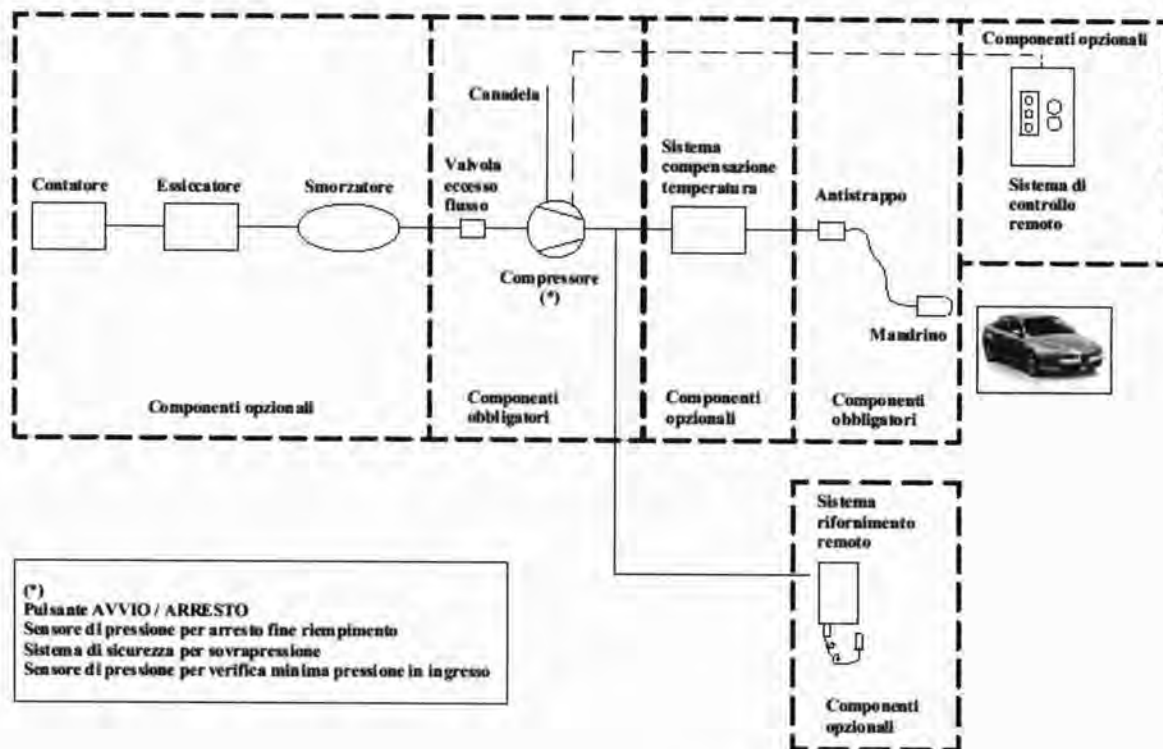 Componenti opzionali
Canadela
Valvola
eccesso
flusso
Sistema
compensazione
temperatura
Contatore
Essiccatore
Smorzatore
Antistrappo
Sistema di
controllo
remoto
Compressore
(*)
Mandrino
Componenti opzionali
Componenti
obbligatori
Componenti
opzionali
Componenti
obbligatori
Sistema
rifornimento
remoto
(*)
Pulsante AVVIO / ARRESTO
Sensore di pressione per arresto fine riempimento
Sistema di sicurezza per sovrapressione
Sensore di pressione per verifica minima pressione in ingresso
Componenti
opzionali